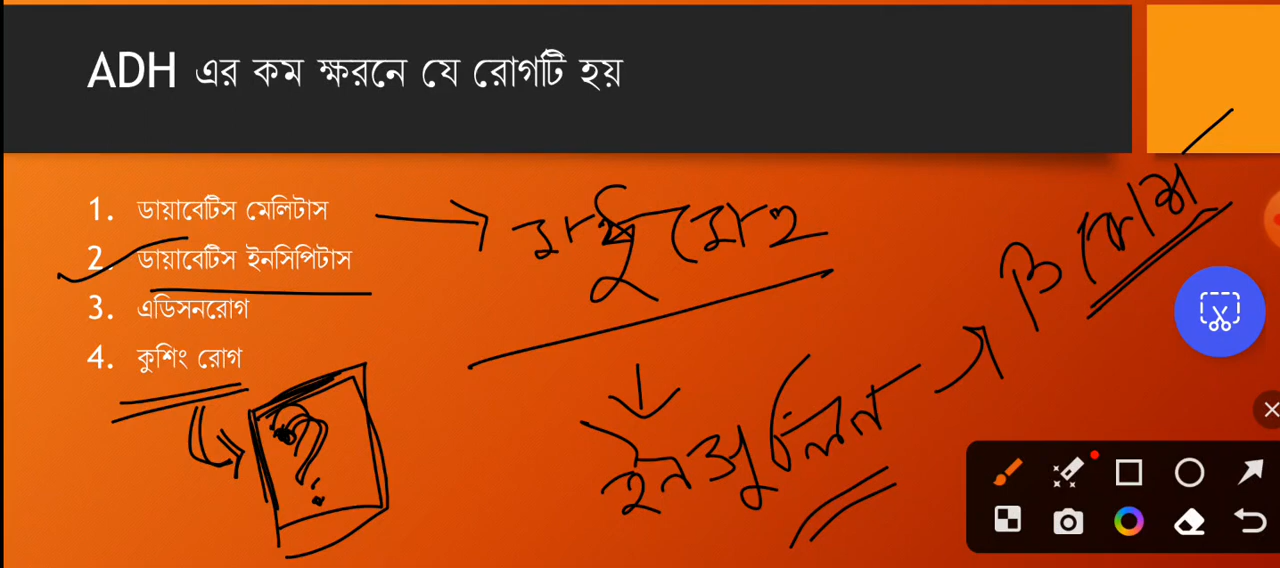 ADH এর কম ক্ষরনে যে রোগটি হয়
1. ডায়াবেটিস মেলিটাস
2. ডায়াবেটিস ইনসিপিটাস
3. এডিসনরোগ
4. কুশিং রোগ
মধুমেহ
ইনসুলিন
বি কোষ
?